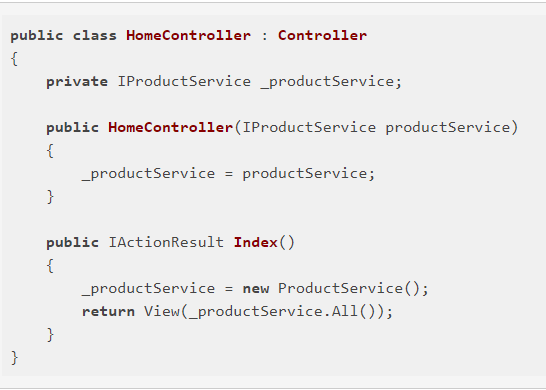 public class HomeController : Controller
{
    private IProductService _productService;

    public HomeController(IProductService productService)
    {
        _productService = productService;
    }

    public IActionResult Index()
    {
        _productService = new ProductService();
        return View(_productService.All());
    }
}